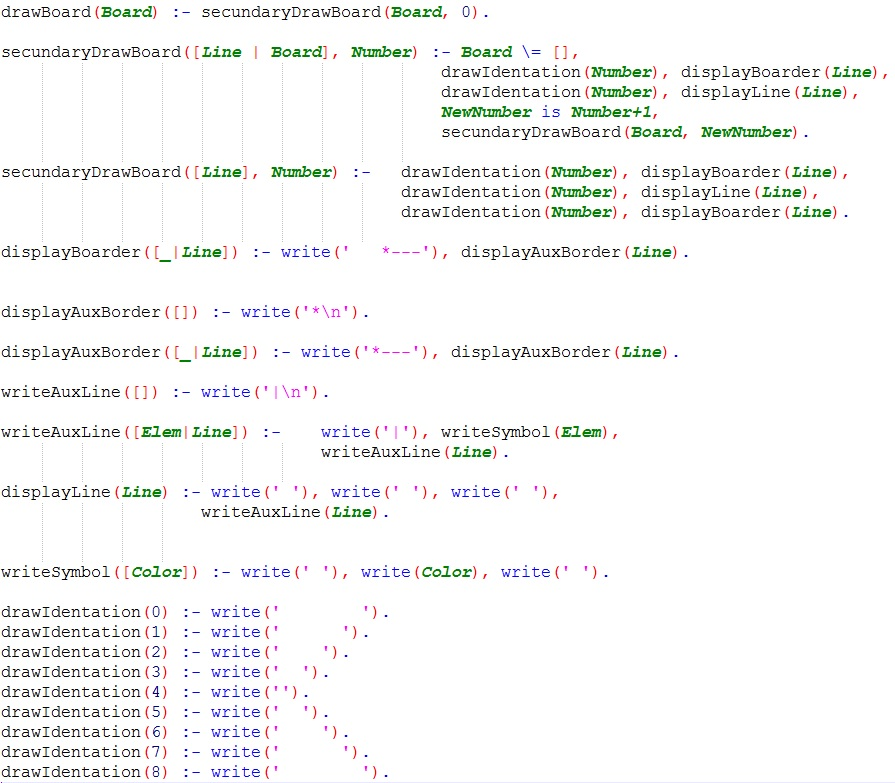 drawBoard(Board) :- secundaryDrawBoard(Board, 0).
secundaryDrawBoard([Line | Board], Number) :- Board \= [],
                                            drawIdentation(Number), displayBoarder(Line),
                                            drawIdentation(Number), displayLine(Line),
                                            NewNumber is Number+1,
                                            secundaryDrawBoard(Board, NewNumber).
secundaryDrawBoard([Line], Number) :-   drawIdentation(Number), displayBoarder(Line),
                                        drawIdentation(Number), displayLine(Line),
                                        drawIdentation(Number), displayBoarder(Line).
displayBoarder([_|Line]) :- write('   *---'), displayAuxBorder(Line).
displayAuxBorder([]) :- write('*\n').
displayAuxBorder([_|Line]) :- write('*---'), displayAuxBorder(Line).
writeAuxLine([]) :- write('|\n').
writeAuxLine([Elem|Line]) :-    write('|'), writeSymbol(Elem),
                                writeAuxLine(Line).
displayLine(Line) :- write(' '), write(' '), write(' '),
                    writeAuxLine(Line).
writeSymbol([Color]) :- write(' '), write(Color), write(' ').
drawIdentation(0) :- write('        ').
drawIdentation(1) :- write('      ').
drawIdentation(2) :- write('    ').
drawIdentation(3) :- write('  ').
drawIdentation(4) :- write('').
drawIdentation(5) :- write('  ').
drawIdentation(6) :- write('    ').
drawIdentation(7) :- write('      ').
drawIdentation(8) :- write('        ').